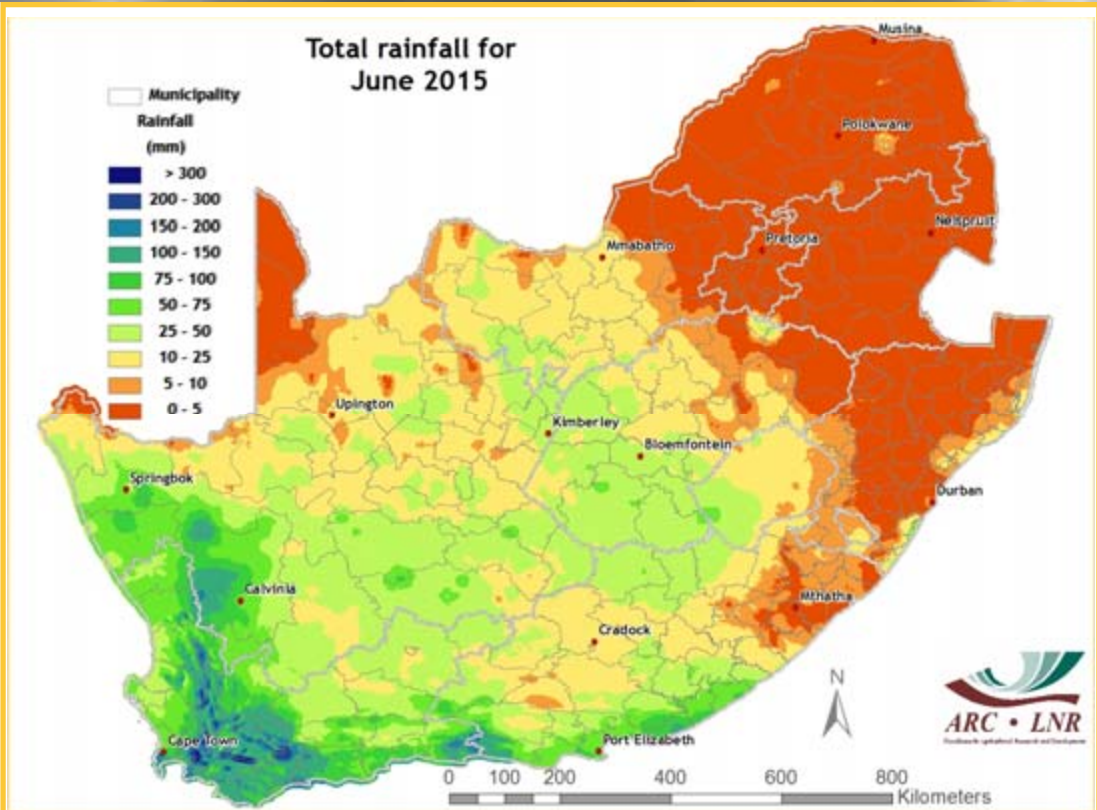 Total rainfall for
June 2015
Municipality
Rainfall
(mm)
> 300
200 - 300
150 - 200
100 - 150
75 - 100
50 - 75
25 - 50
10 - 25
5 - 10
0 - 5
Musina
Polokwane
Nelspruit
Pretoria
Mmabatho
Upington
Kimberley
Bloemfontein
Springbok
Durban
Calvinia
Mthatha
Cradock
Cape Town
Port Elizabeth
N
0 100 200 400 600 800
Kilometers
ARC • LNR